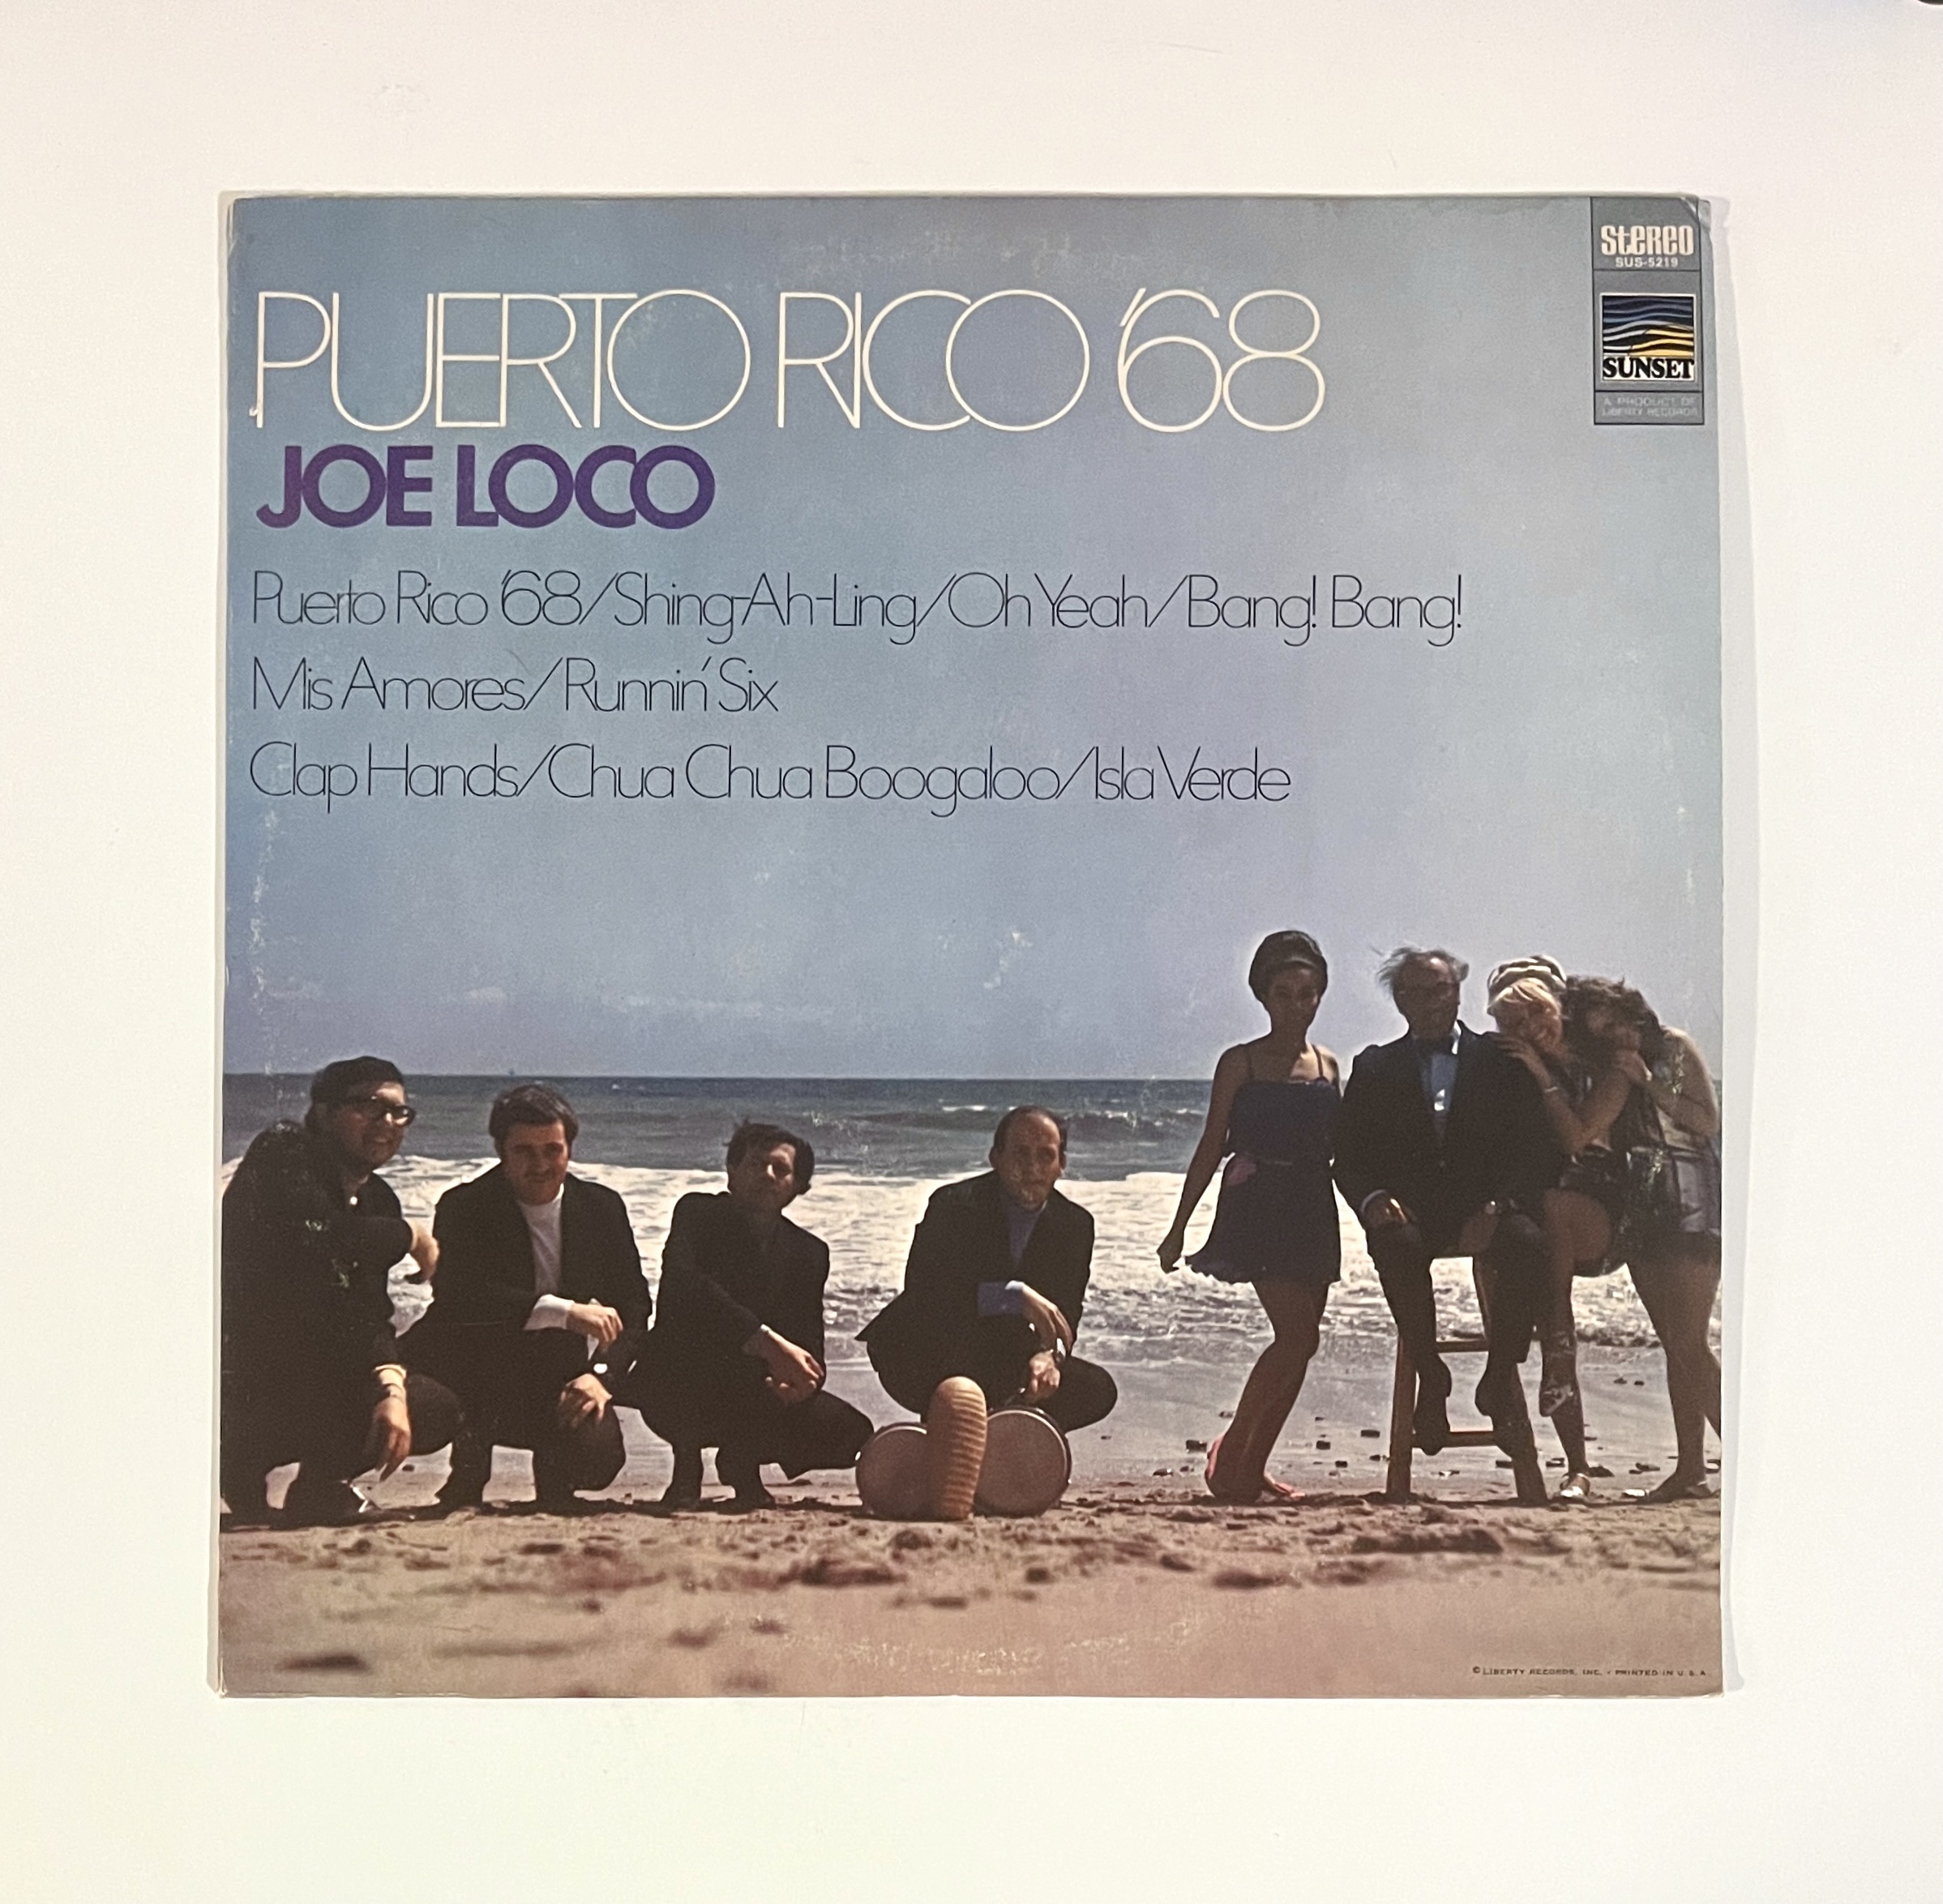 stereo
SUS-5219
SUNSET
A PRODUCT OF
LIBERTY RECORDS
PUERTO RICO '68
JOE LOCO
Puerto Rico '68/Shing-Ah-Ling/Oh Yeah/Bang! Bang!
Mis Amores/Runnin' Six
Clap Hands/Chua Chua Boogaloo/Isla Verde
© LIBERTY RECORDS, INC. • PRINTED IN U.S.A.